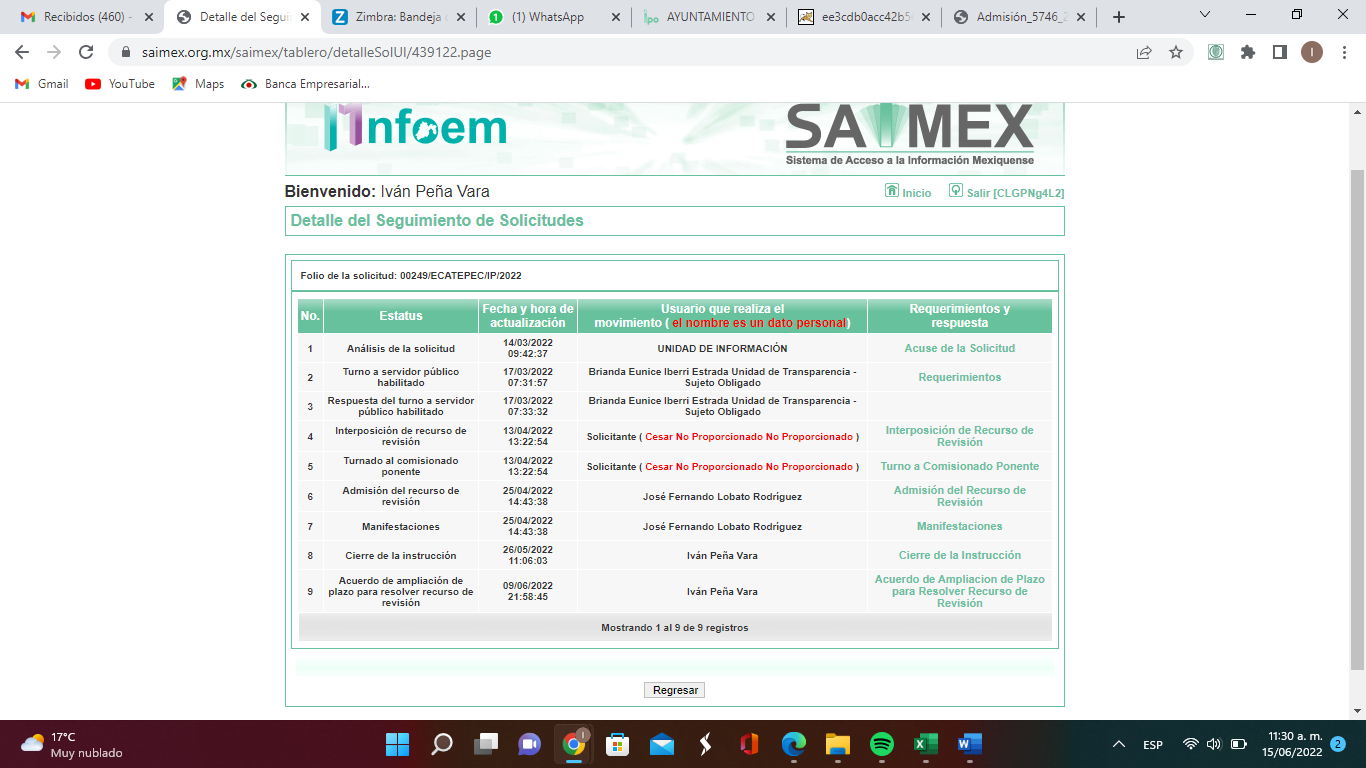 Recibidos (460) -
Detalle del Segui
Zimbra: Bandeja
(1) WhatsApp
AYUNTAMIENTO
ee3cdb0acc42b5
Admisión_5746_2
saimex.org.mx/saimex/tablero/detalleSolUI/439122.page
I
Gmail
YouTube
Maps
Banca Empresarial...
Infoem
SAIMEX
Sistema de Acceso a la Información Mexiquense
Bienvenido: Iván Peña Vara
Inicio
Salir [CLGPNg4L2]
Detalle del Seguimiento de Solicitudes
Folio de la solicitud: 00249/ECATEPEC/IP/2022
No.
Estatus
Fecha y hora de
actualización
Usuario que realiza el
movimiento ( el nombre es un dato personal)
Requerimientos y
respuesta
1
Análisis de la solicitud
14/03/2022
09:42:37
UNIDAD DE INFORMACIÓN
Acuse de la Solicitud
2
Turno a servidor público
habilitado
17/03/2022
07:31:57
Brianda Eunice Iberri Estrada Unidad de Transparencia -
Sujeto Obligado
Requerimientos
3
Respuesta del turno a servidor
público habilitado
17/03/2022
07:33:32
Brianda Eunice Iberri Estrada Unidad de Transparencia -
Sujeto Obligado
4
Interposición de recurso de
revisión
13/04/2022
13:22:54
Solicitante ( Cesar No Proporcionado No Proporcionado )
Interposición de Recurso de
Revisión
5
Turnado al comisionado
ponente
13/04/2022
13:22:54
Solicitante ( Cesar No Proporcionado No Proporcionado )
Turno a Comisionado Ponente
6
Admisión del recurso de
revisión
25/04/2022
14:43:38
José Fernando Lobato Rodríguez
Admisión del Recurso de
Revisión
7
Manifestaciones
25/04/2022
14:43:38
José Fernando Lobato Rodríguez
Manifestaciones
8
Cierre de la instrucción
26/05/2022
11:06:03
Iván Peña Vara
Cierre de la Instrucción
9
Acuerdo de ampliación de
plazo para resolver recurso de
revisión
09/06/2022
21:58:45
Iván Peña Vara
Acuerdo de Ampliacion de Plazo
para Resolver Recurso de
Revisión
Mostrando 1 al 9 de 9 registros
Regresar
17°C
Muy nublado
ESP
11:30 a. m.
15/06/2022
2